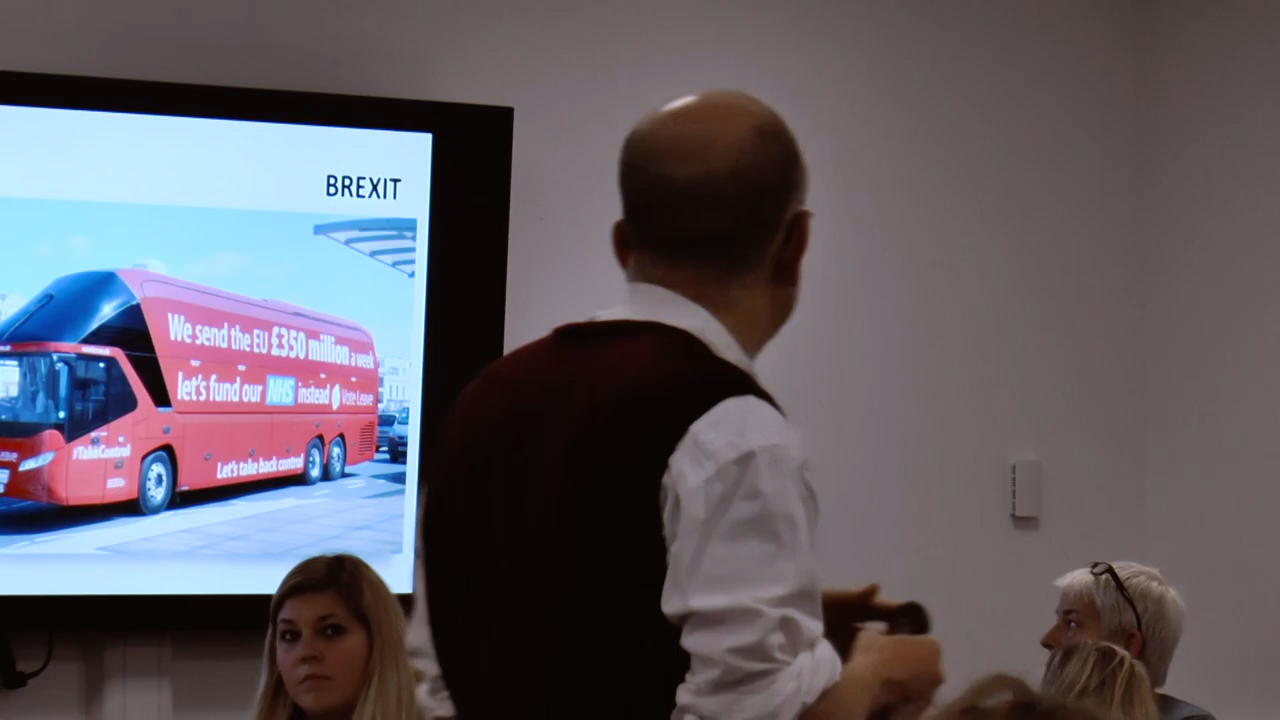 BREXIT
We send the EU £350 million a week
let's fund our NHS instead Vote Leave
#TakeControl
Let's take back control